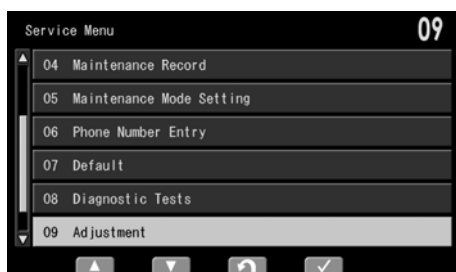 Service Menu
09
04 Maintenance Record
05 Maintenance Mode Setting
06 Phone Number Entry
07 Default
08 Diagnostic Tests
09 Adjustment